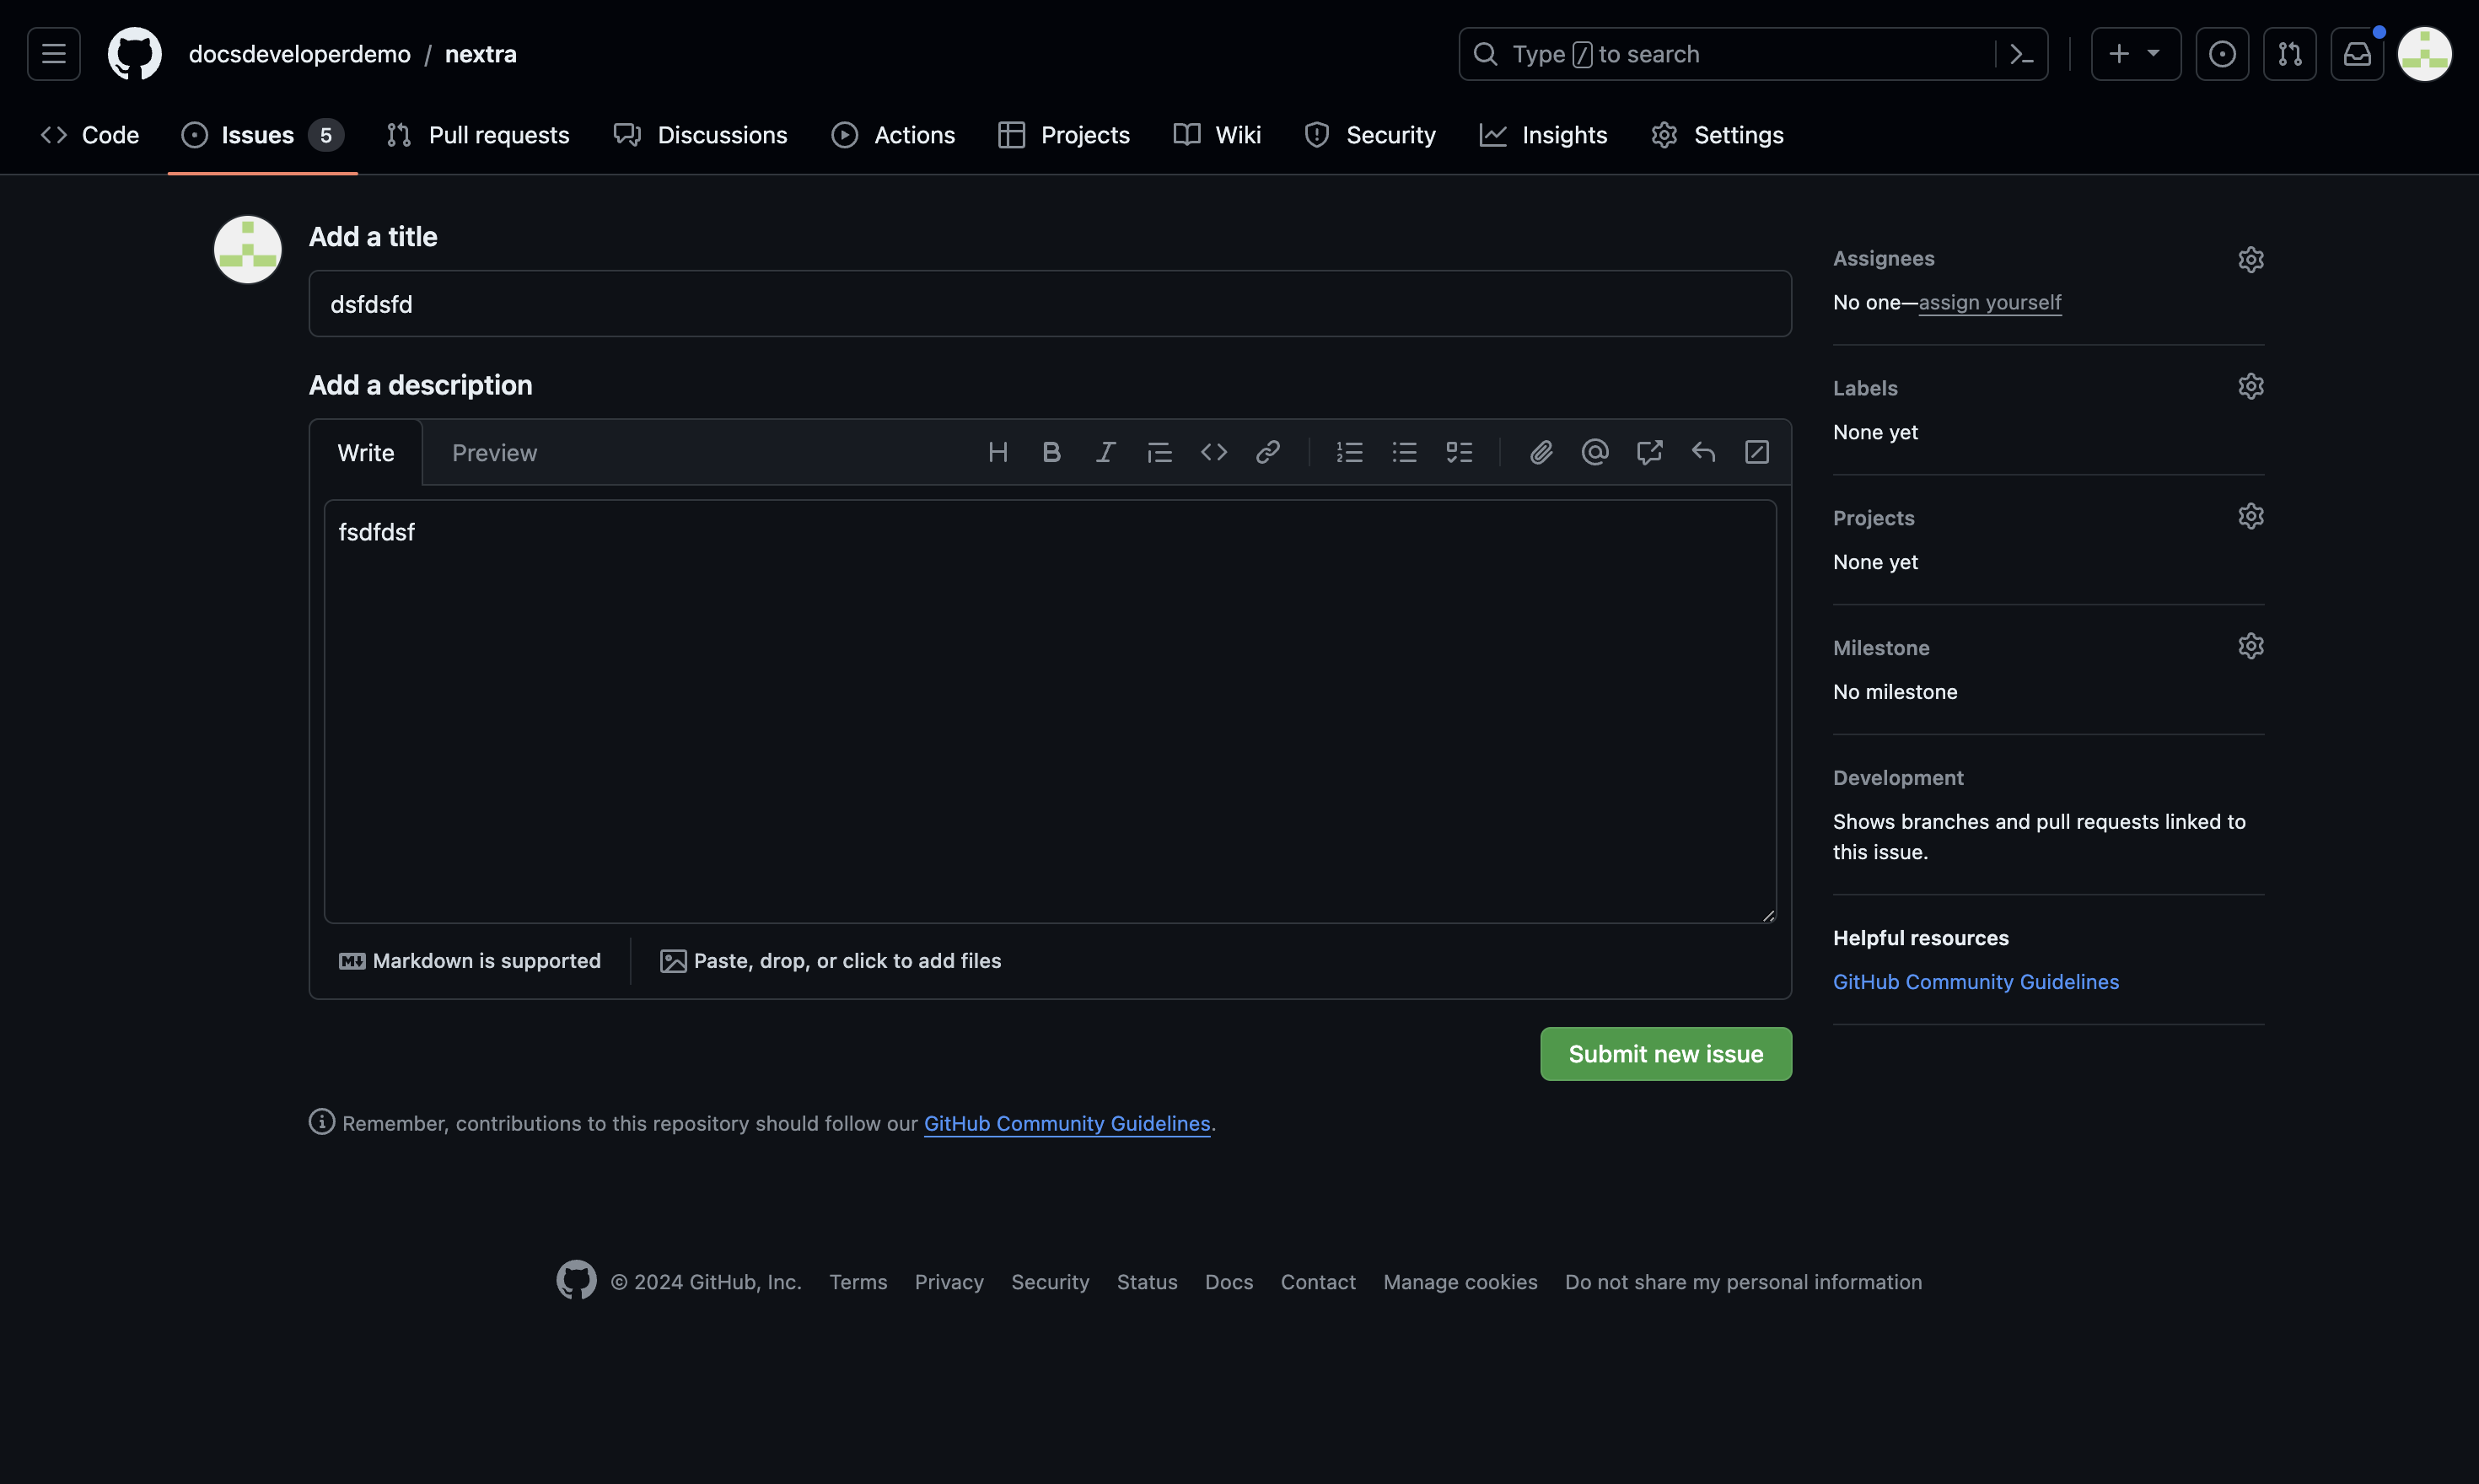 docsdeveloperdemo / nextra
Type / to search
Code
Issues 5
Pull requests
Discussions
Actions
Projects
Wiki
Security
Insights
Settings
Add a title
dsfdsfd
Add a description
Write
Preview
fsdfdsf
Markdown is supported
Paste, drop, or click to add files
Submit new issue
Remember, contributions to this repository should follow our GitHub Community Guidelines.
Assignees
No one—assign yourself
Labels
None yet
Projects
None yet
Milestone
No milestone
Development
Shows branches and pull requests linked to
this issue.
Helpful resources
GitHub Community Guidelines
© 2024 GitHub, Inc. Terms Privacy Security Status Docs Contact Manage cookies Do not share my personal information